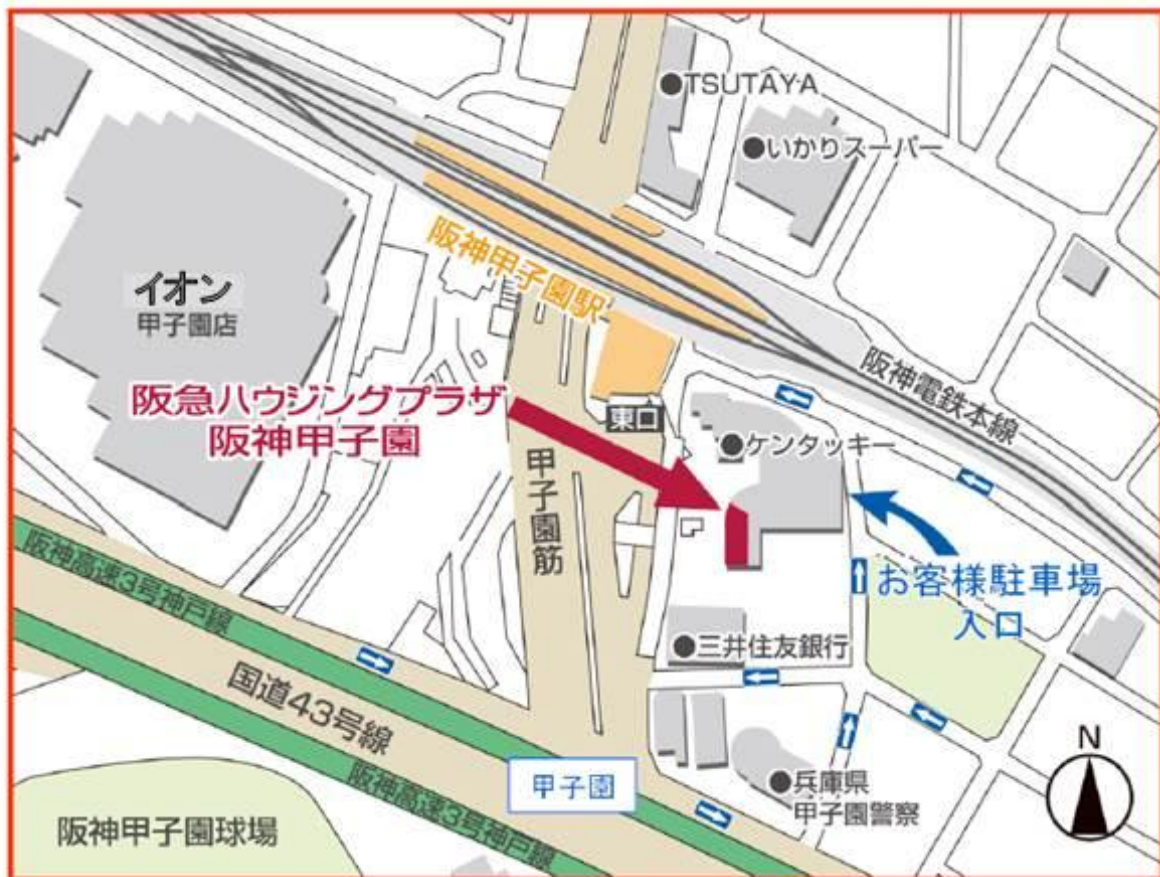 ●TSUTAYA
●いかりスーパー
阪神甲子園駅
イオン
甲子園店
阪神電鉄本線
阪急ハウジングプラザ
阪神甲子園
東口
●ケンタッキー
甲子園筋
お客様駐車場
入口
阪神高速3号神戸線
国道43号線
●三井住友銀行
甲子園
阪神高速3号神戸線
●兵庫県
甲子園警察
N
阪神甲子園球場